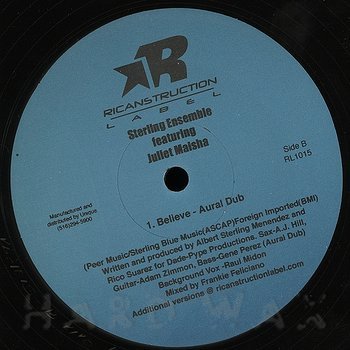 R
RICANSTRUCTION
LABEL
Sterling Ensemble
featuring
Juliet Maisha
Side B
RL1015
1. Believe - Aural Dub
Manufactured and
distributed by Unique
(516)294-5900
(Peer Music/Sterling Blue Music(ASCAP)Foreign Imported(BMI)
Written and produced by Albert Sterling Menendez and
Rico Suarez for Dade-Pype Productions. Sax-A.J. Hill,
Guitar-Adam Zimmon, Bass-Gene Perez (Aural Dub)
Background Vox -Raul Midon
Mixed by Frankie Feliciano
Additional versions @ ricanstructionlabel.com
HARDWAX